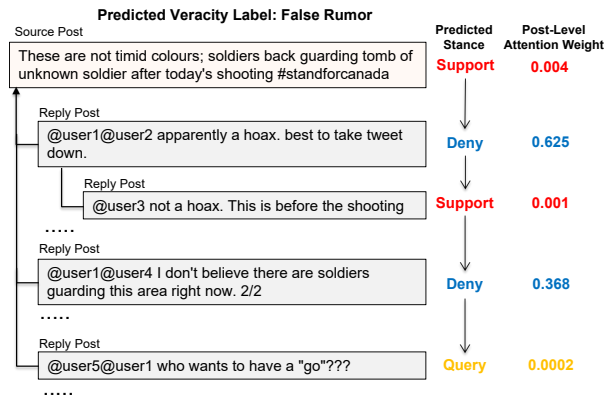 Predicted Veracity Label: False Rumor
Predicted Stance
Post-Level Attention Weight
Source Post
These are not timid colours; soldiers back guarding tomb of
unknown soldier after today's shooting #standforcanada
Support 0.004
Reply Post
@user1@user2 apparently a hoax. best to take tweet
down.
Deny 0.625
Reply Post
@user3 not a hoax. This is before the shooting
Support 0.001
.....
Reply Post
@user1@user4 I don't believe there are soldiers
guarding this area right now. 2/2
Deny 0.368
.....
Reply Post
@user5@user1 who wants to have a "go"???
Query 0.0002
.....